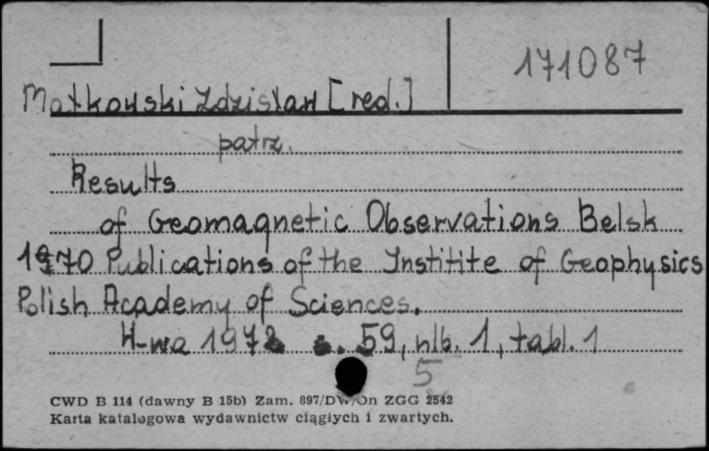 171087
Małkowski Zdzisław [red.]
patrz.
Results
of Geomagnetic Observations Belsk
1970 Publications of the Institite of Geophysics
Polish Academy of Sciences.
W-wa 1972 s. 59, nlb. 1, tabl. 1
5
CWD B 114 (dawny B 15b) Zam. 897/DW/On ZGG 2542
Karta katalogowa wydawnictw ciągłych i zwartych.